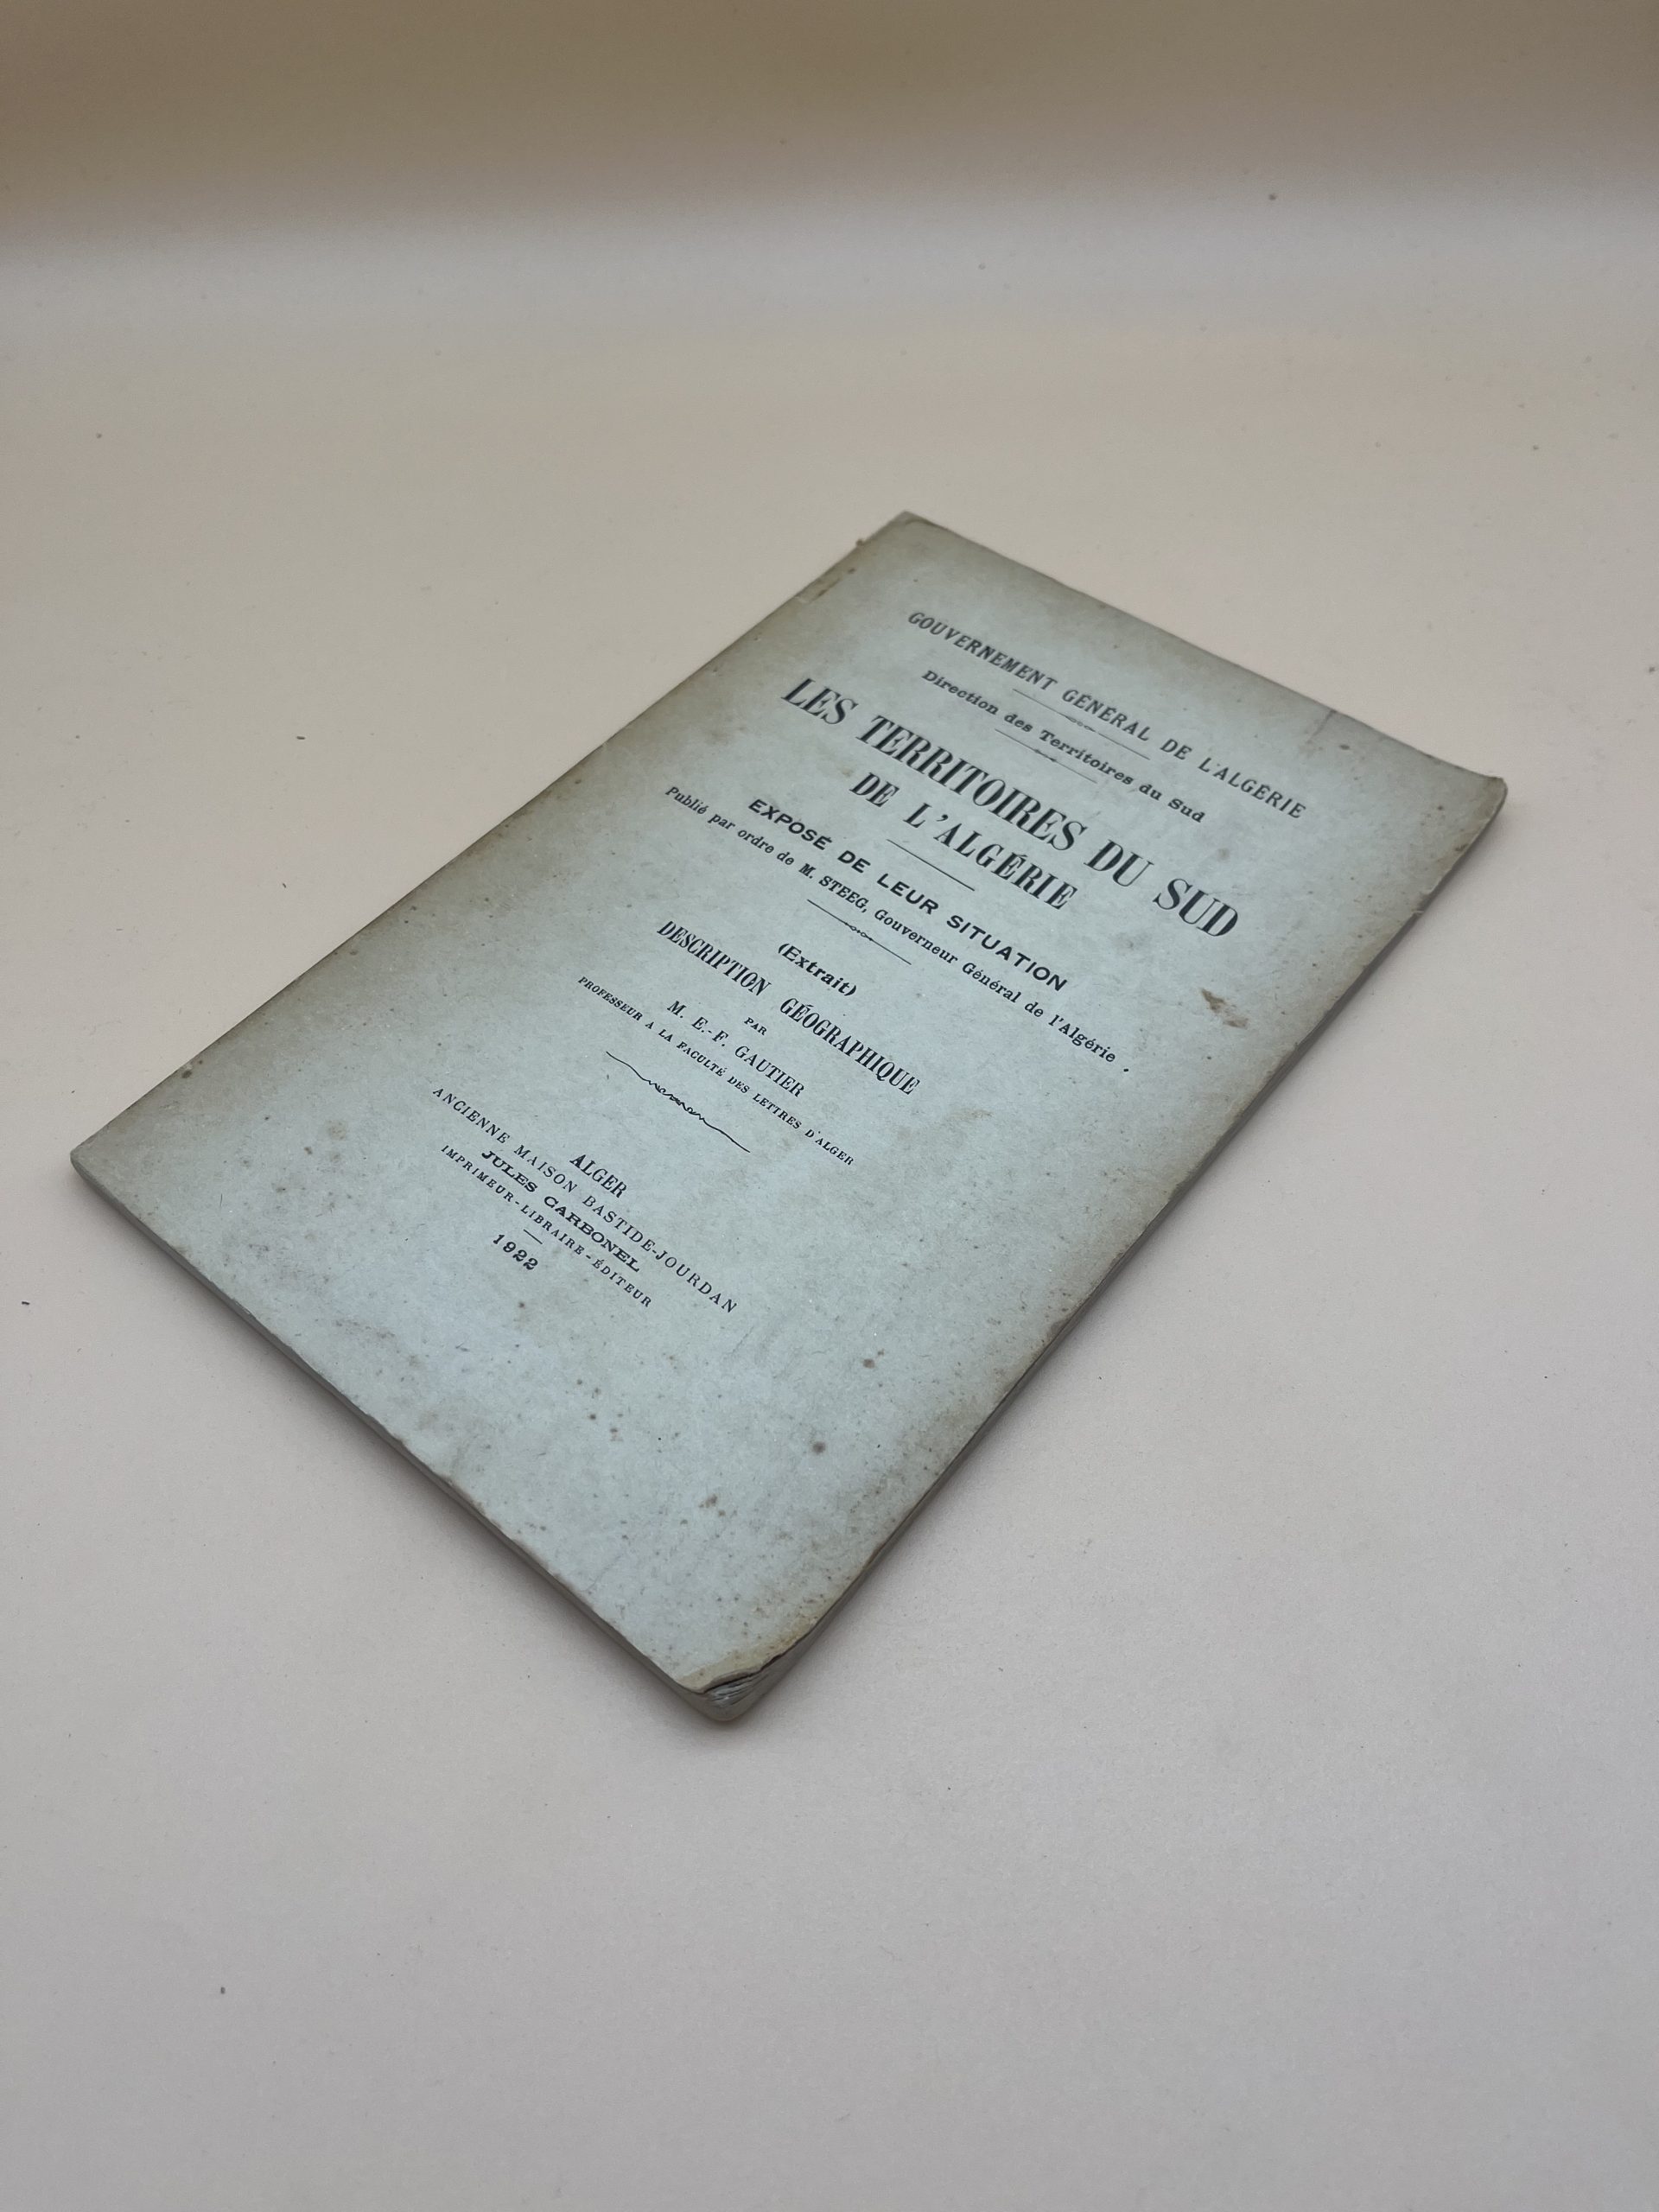 GOUVERNEMENT GÉNÉRAL DE L'ALGÉRIE
Direction des Territoires du Sud
LES TERRITOIRES DU SUD
DE L'ALGÉRIE
EXPOSÉ DE LEUR SITUATION
Publié par ordre de M. STEEG, Gouverneur Général de l'Algérie.
(Extrait)
DESCRIPTION GÉOGRAPHIQUE
PAR
M. E.-F. GAUTIER
PROFESSEUR A LA FACULTÉ DES LETTRES D'ALGER
ALGER
ANCIENNE MAISON BASTIDE-JOURDAN
JULES CARBONEL
IMPRIMEUR-LIBRAIRE-ÉDITEUR
1922